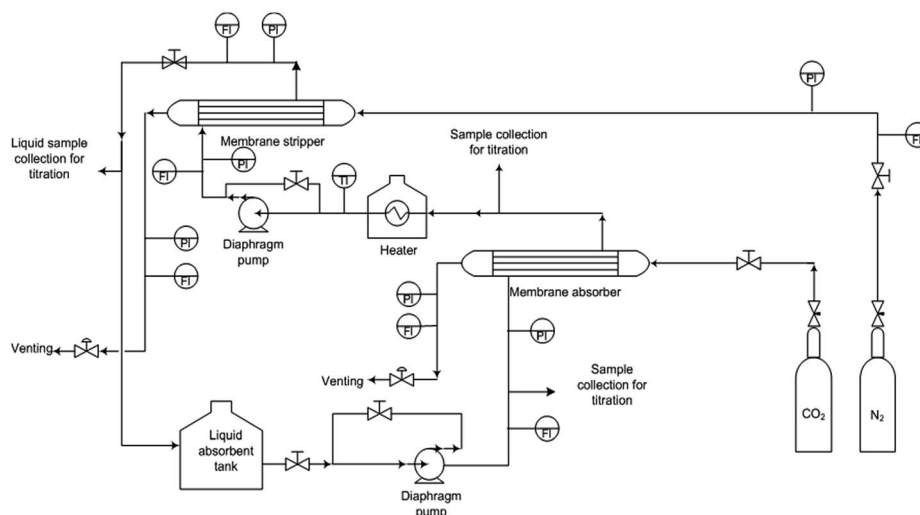 FI
PI
PI
FI
Membrane stripper
Liquid sample
collection for
titration
Sample collection
for titration
PI
FI
TI
Diaphragm
pump
Heater
PI
FI
Membrane absorber
PI
FI
Venting
PI
Venting
Sample
collection for
titration
CO2
N2
Liquid
absorbent
tank
FI
Diaphragm
pump